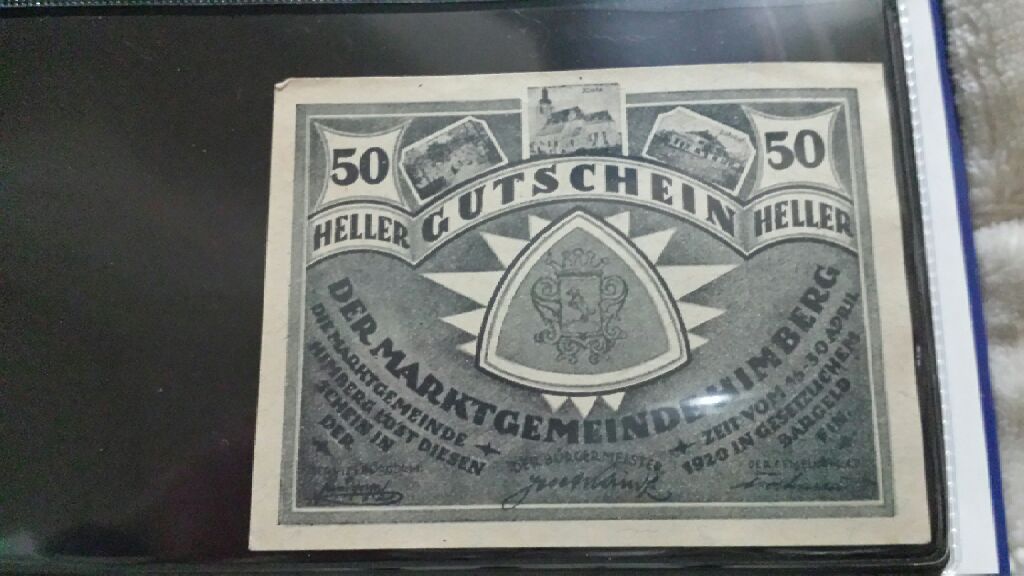 50
50
GUTSCHEIN
HELLER
HELLER
DER MARKTGEMEINDE HIMBERG
DIE MARKTGEMEINDE
HIMBERG LÖST DIESEN
SCHEIN IN
DER
ZEIT VOM 14-30 APRIL
1920 IN GESETZLICHEM
BARGELD
EIN.
DER BÜRGERMEISTER